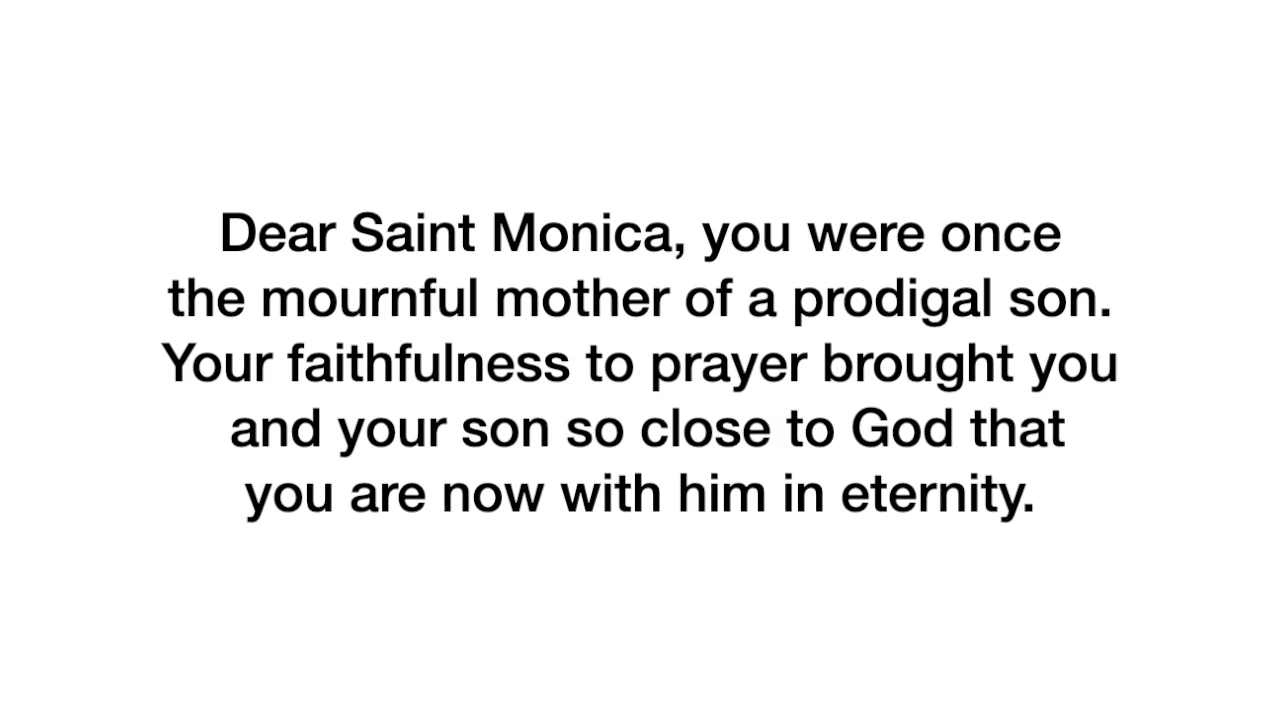 Dear Saint Monica, you were once
the mournful mother of a prodigal son.
Your faithfulness to prayer brought you
and your son so close to God that
you are now with him in eternity.